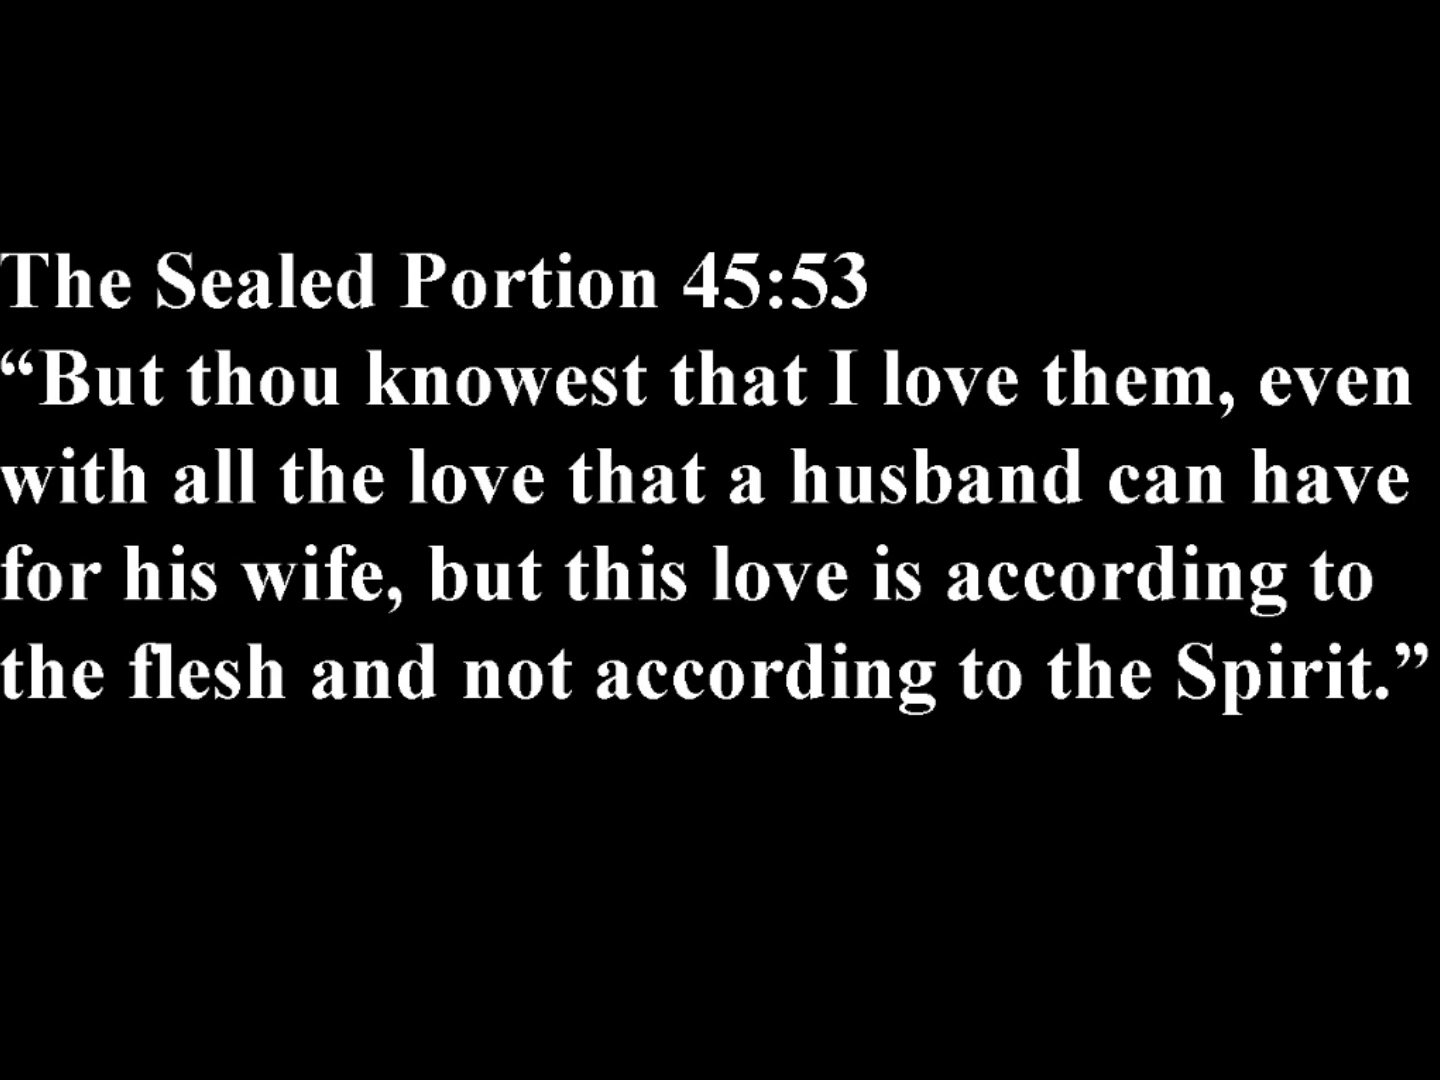 The Sealed Portion 45:53
“But thou knowest that I love them, even
with all the love that a husband can have
for his wife, but this love is according to
the flesh and not according to the Spirit.”